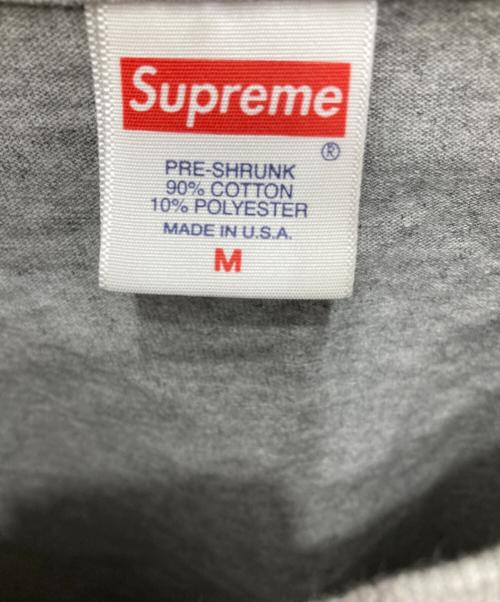 Supreme
®
PRE-SHRUNK
90% COTTON
10% POLYESTER
MADE IN U.S.A.
M